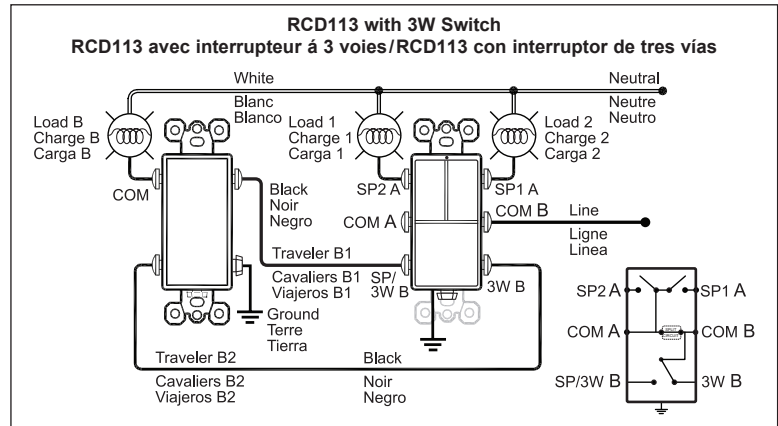 RCD113 with 3W Switch
RCD113 avec interrupteur á 3 voies/RCD113 con interruptor de tres vías
White
Blanc
Blanco
Neutral
Neutre
Neutro
Load B
Charge B
Carga B
Load 1
Charge 1
Carga 1
Load 2
Charge 2
Carga 2
COM
Black
Noir
Negro
SP2 A
SP1 A
COM A
COM B
Line
Ligne
Linea
Traveler B1
Cavaliers B1
Viajeros B1
SP/
3W B
3W B
Ground
Terre
Tierra
Traveler B2
Cavaliers B2
Viajeros B2
Black
Noir
Negro
SP2 A
SP1 A
COM A
SPLIT
CIRCUIT
COM B
SP/3W B
3W B